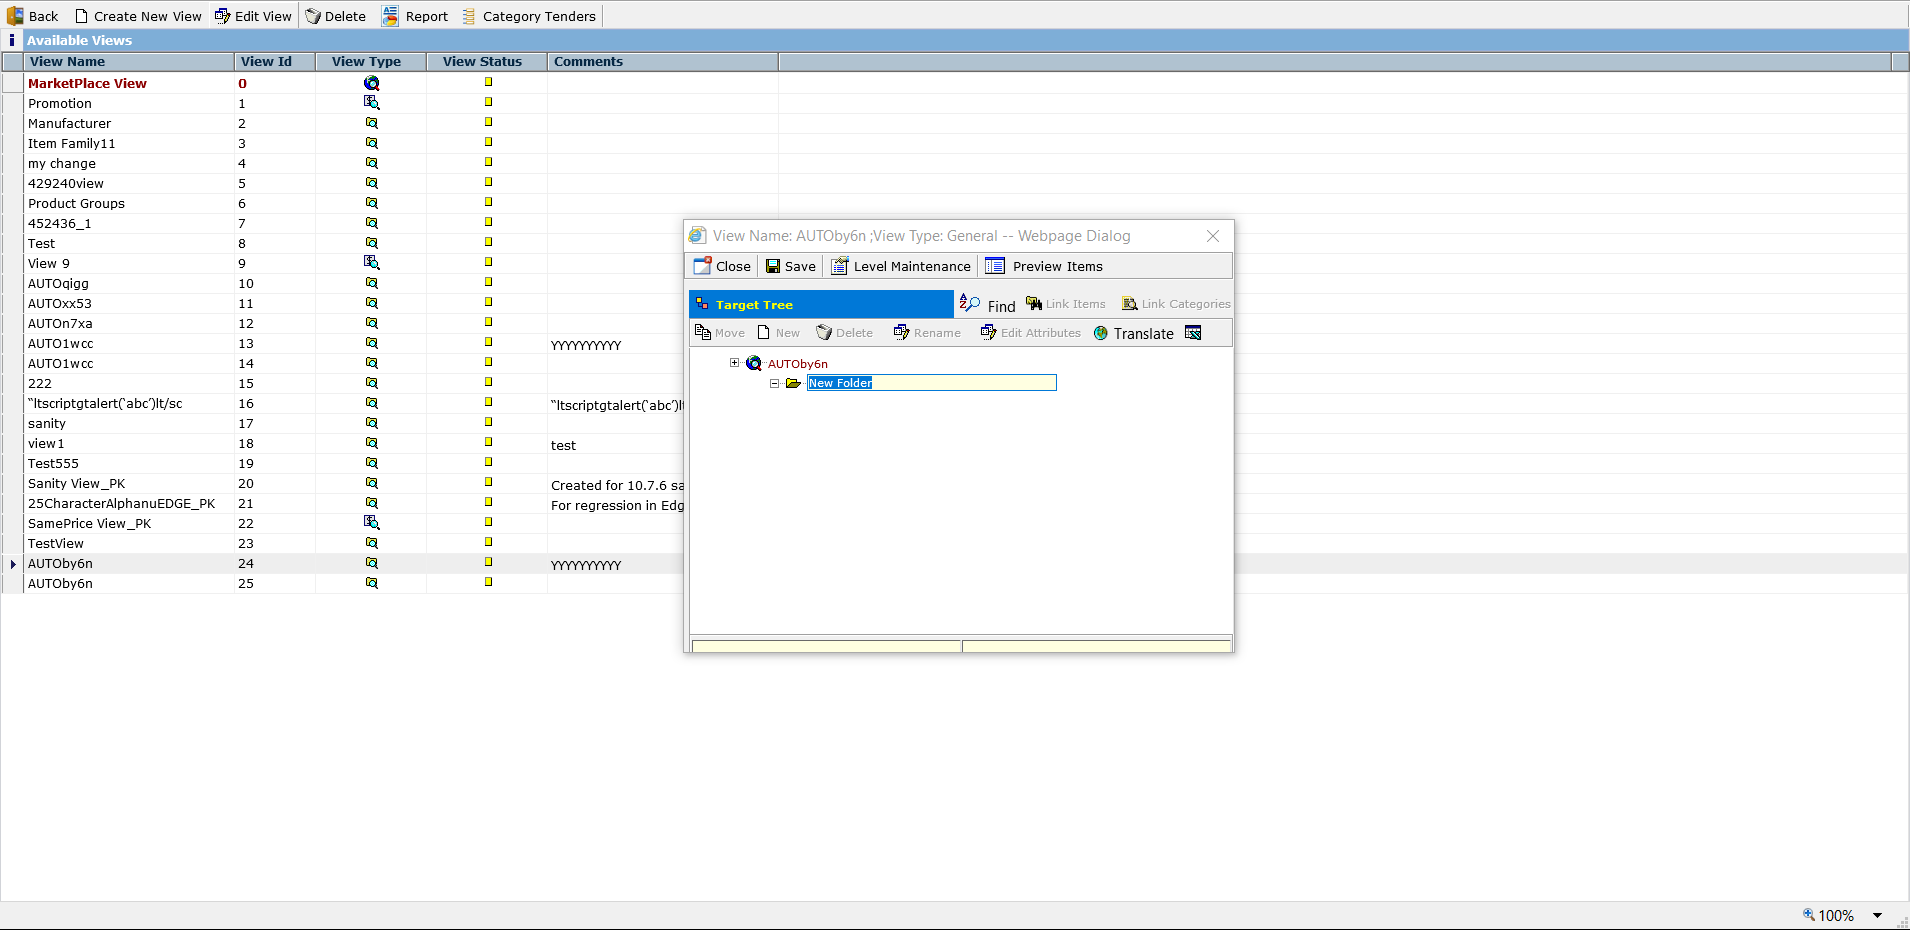 Back Create New View Edit View Delete Report Category Tenders
i Available Views
View Name View Id View Type View Status Comments
MarketPlace View 0
Promotion 1
Manufacturer 2
Item Family11 3
my change 4
429240view 5
Product Groups 6
452436_1 7
Test 8
View 9 9
AUTOqigg 10
AUTOxx53 11
AUTOn7xa 12
AUTO1wcc 13 YYYYYYYYYY
AUTO1wcc 14
222 15
“ltscriptgtalert(‘abc’)lt/sc 16 “ltscriptgtalert(‘abc’)lt
sanity 17
view1 18 test
Test555 19
Sanity View_PK 20 Created for 10.7.6 sa
25CharacterAlphanuEDGE_PK 21 For regression in Edg
SamePrice View_PK 22
TestView 23
AUTOby6n 24 YYYYYYYYYY
AUTOby6n 25
View Name: AUTOby6n ;View Type: General -- Webpage Dialog
Close Save Level Maintenance Preview Items
Target Tree Find Link Items Link Categories
Move New Delete Rename Edit Attributes Translate
AUTOby6n
New Folder
100%